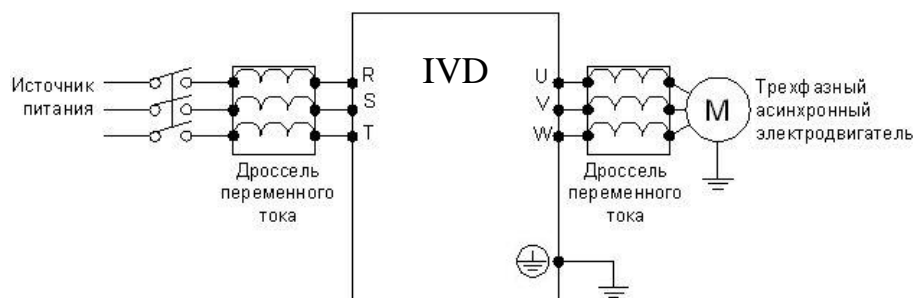 IVD
Источник
питания
R
S
T
U
V
W
M
Трехфазный
асинхронный
электродвигатель
Дроссель
переменного
тока
Дроссель
переменного
тока